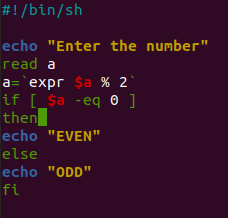 #!/bin/sh
echo "Enter the number"
read a
a=`expr $a % 2`
if [ $a -eq 0 ]
then
echo "EVEN"
else
echo "ODD"
fi